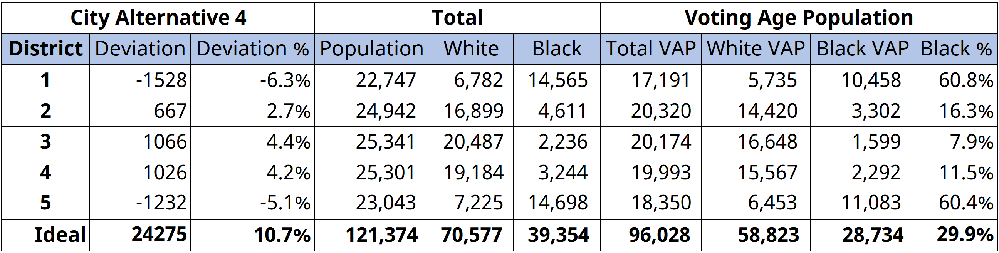 City Alternative 4 Total Voting Age Population
District Deviation Deviation % Population White Black Total VAP White VAP Black VAP Black %
1 -1528 -6.3% 22,747 6,782 14,565 17,191 5,735 10,458 60.8%
2 667 2.7% 24,942 16,899 4,611 20,320 14,420 3,302 16.3%
3 1066 4.4% 25,341 20,487 2,236 20,174 16,648 1,599 7.9%
4 1026 4.2% 25,301 19,184 3,244 19,993 15,567 2,292 11.5%
5 -1232 -5.1% 23,043 7,225 14,698 18,350 6,453 11,083 60.4%
Ideal 24275 10.7% 121,374 70,577 39,354 96,028 58,823 28,734 29.9%